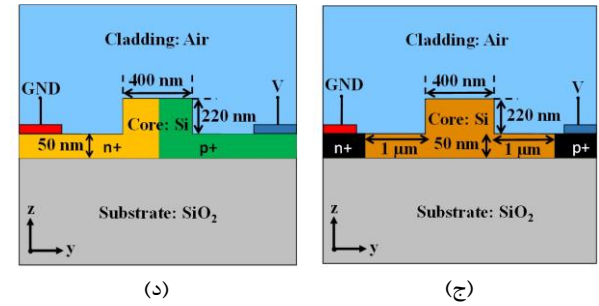 Cladding: Air
400 nm
GND
V
220 nm
Core: Si
50 nm
n+
p+
Substrate: SiO₂
z
y
(د)
Cladding: Air
400 nm
GND
V
220 nm
Core: Si
n+
1 μm
50 nm
1 μm
p+
Substrate: SiO₂
z
y
(ج)